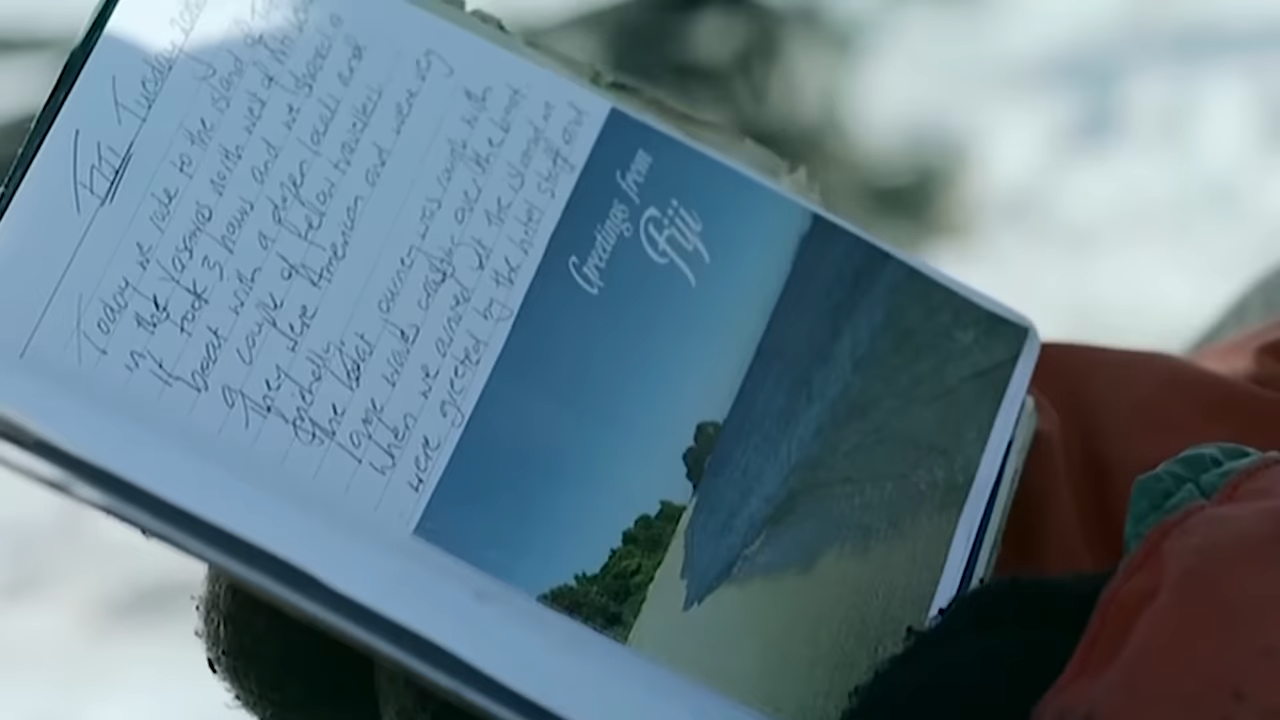 Fiji Tuesday
Today we rode to the island of
in the Yasawas north west of
It took 3 hours and we shared a
boat with a dozen locals and
a couple of fellow travellers
They were American and were very
friendly.
The boat journey was rough with
large waves crashing over the boat
When we arrived at the island we
were greeted by the hotel staff and
Greetings from
Fiji